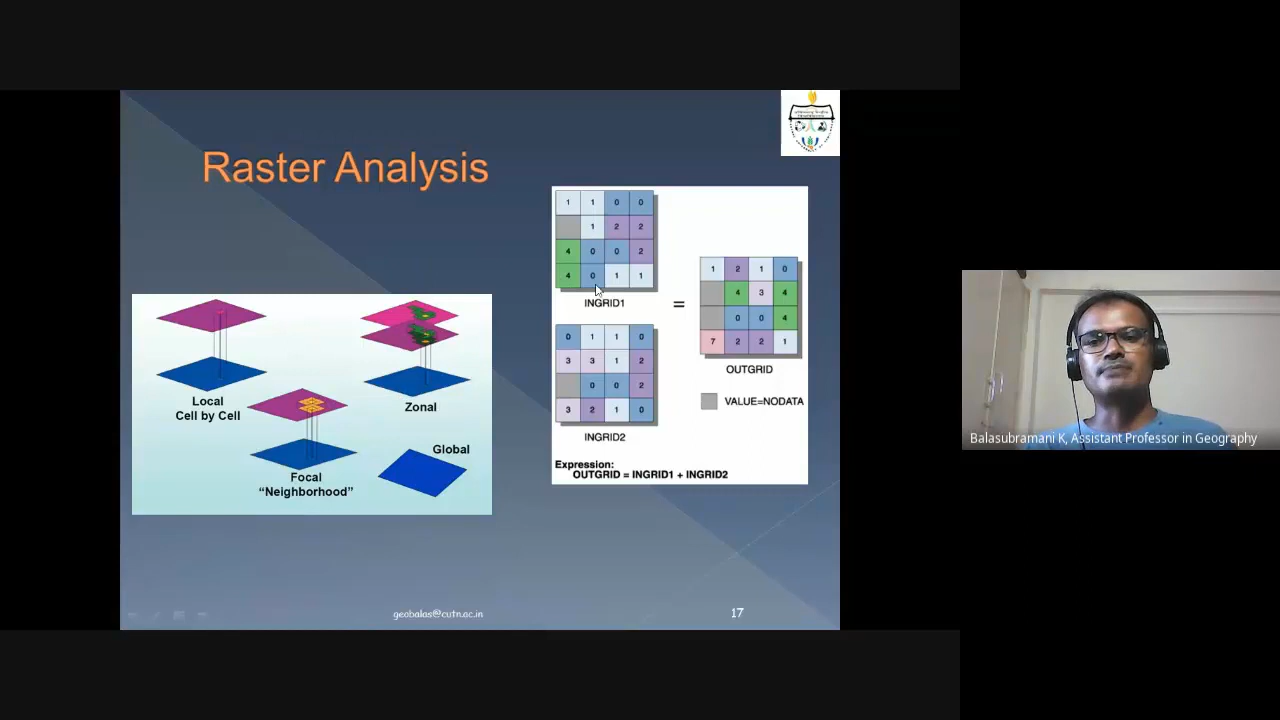 Raster Analysis
Local
Cell by Cell
Zonal
Focal
“Neighborhood”
Global
1 1 0 0
1 2 2
4 0 0 2
4 0 1 1
INGRID1
0 1 1 0
3 3 1 2
0 0 2
3 2 1 0
INGRID2
=
1 2 1 0
4 3 4
0 0 4
7 2 2 1
OUTGRID
VALUE=NODATA
Expression:
OUTGRID = INGRID1 + INGRID2
geobalas@cutn.ac.in
17
Balasubramani K, Assistant Professor in Geography